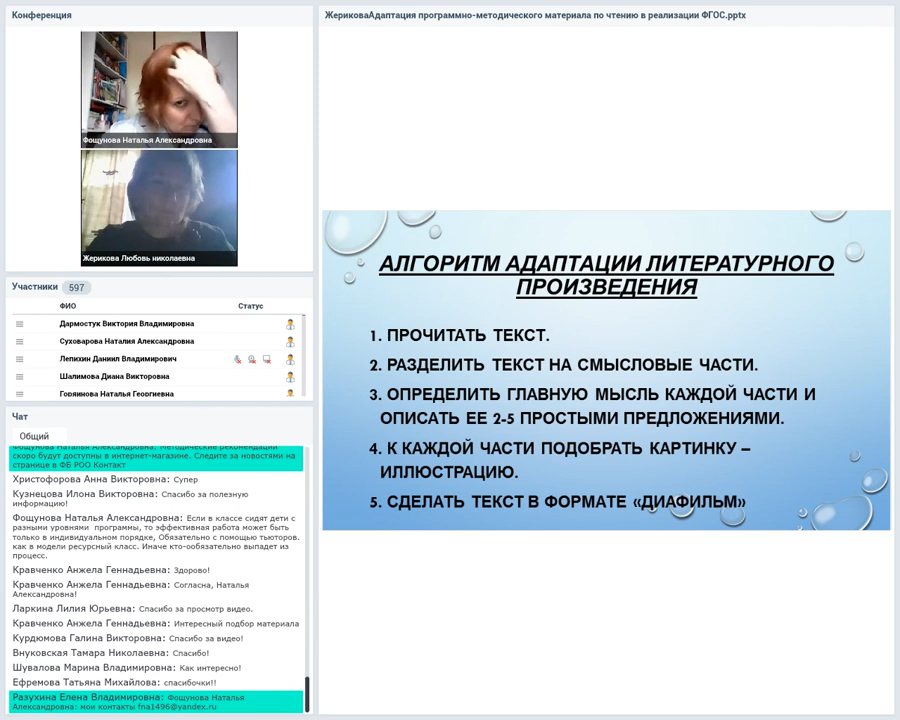 Конференция
Фощунова Наталья Александровна
Жерикова Любовь николаевна
Участники 597
ФИО Статус
Дармостук Виктория Владимировна
Суховарова Наталия Александровна
Лепихин Даниил Владимирович
Шалимова Диана Викторовна
Горяинова Наталья Георгиевна
Чат
Общий
Фощунова Наталья Александровна: Методические рекомендации
скоро будут доступны в интернет-магазине. Следите за новостями на
странице в ФБ РОО Контакт
Христофорова Анна Викторовна: Супер
Кузнецова Илона Викторовна: Спасибо за полезную
информацию!
Фощунова Наталья Александровна: Если в классе сидят дети с
разными уровнями программы, то эффективная работа может быть
только в индивидуальном порядке, Обязательно с помощью тьюторов.
как в модели ресурсный класс. Иначе кто-ообязательно выпадет из
процесс.
Кравченко Анжела Геннадьевна: Здорово!
Кравченко Анжела Геннадьевна: Согласна, Наталья
Александровна!
Ларкина Лилия Юрьевна: Спасибо за просмотр видео.
Кравченко Анжела Геннадьевна: Интересный подбор материала
Курдюмова Галина Викторовна: Спасибо за видео!
Внуковская Тамара Николаевна: Спасибо!
Шувалова Марина Владимировна: Как интересно!
Ефремова Татьяна Михайлова: спасибочки!!
Разухина Елена Владимировна: Фощунова Наталья
Александровна: мои контакты fna1496@yandex.ru
ЖериковаАдаптация программно-методического материала по чтению в реализации ФГОС.pptx
АЛГОРИТМ АДАПТАЦИИ ЛИТЕРАТУРНОГО
ПРОИЗВЕДЕНИЯ
1. ПРОЧИТАТЬ ТЕКСТ.
2. РАЗДЕЛИТЬ ТЕКСТ НА СМЫСЛОВЫЕ ЧАСТИ.
3. ОПРЕДЕЛИТЬ ГЛАВНУЮ МЫСЛЬ КАЖДОЙ ЧАСТИ И
ОПИСАТЬ ЕЕ 2-5 ПРОСТЫМИ ПРЕДЛОЖЕНИЯМИ.
4. К КАЖДОЙ ЧАСТИ ПОДОБРАТЬ КАРТИНКУ –
ИЛЛЮСТРАЦИЮ.
5. СДЕЛАТЬ ТЕКСТ В ФОРМАТЕ «ДИАФИЛЬМ»